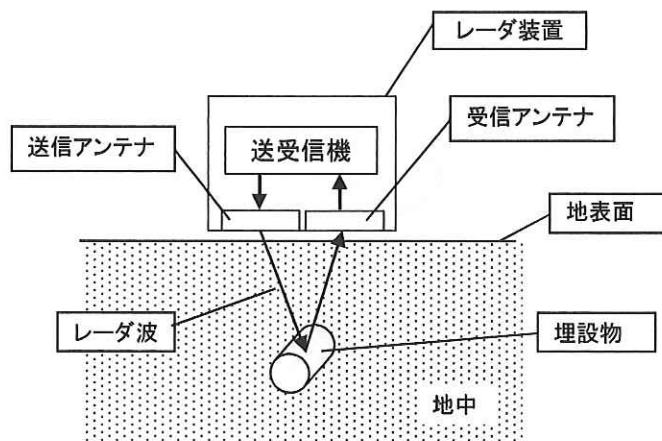 レーダ装置
受信アンテナ
送信アンテナ
送受信機
地表面
レーダ波
埋設物
地中